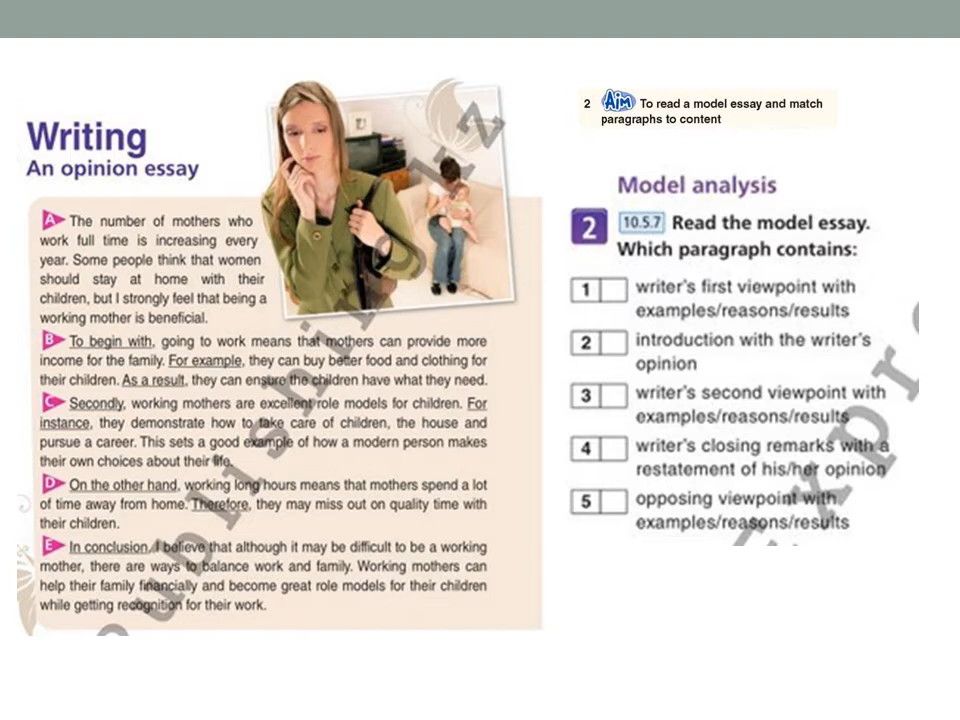 Writing
An opinion essay
A The number of mothers who
work full time is increasing every
year. Some people think that women
should stay at home with their
children, but I strongly feel that being a
working mother is beneficial.
B To begin with, going to work means that mothers can provide more
income for the family. For example, they can buy better food and clothing for
their children. As a result, they can ensure the children have what they need.
C Secondly, working mothers are excellent role models for children. For
instance, they demonstrate how to take care of children, the house and
pursue a career. This sets a good example of how a modern person makes
their own choices about their life.
D On the other hand, working long hours means that mothers spend a lot
of time away from home. Therefore, they may miss out on quality time with
their children.
E In conclusion, I believe that although it may be difficult to be a working
mother, there are ways to balance work and family. Working mothers can
help their family financially and become great role models for their children
while getting recognition for their work.
2 Aim To read a model essay and match
paragraphs to content
Model analysis
2 10.5.7 Read the model essay.
Which paragraph contains:
1 writer's first viewpoint with
examples/reasons/results
2 introduction with the writer's
opinion
3 writer's second viewpoint with
examples/reasons/results
4 writer's closing remarks with a
restatement of his/her opinion
5 opposing viewpoint with
examples/reasons/results